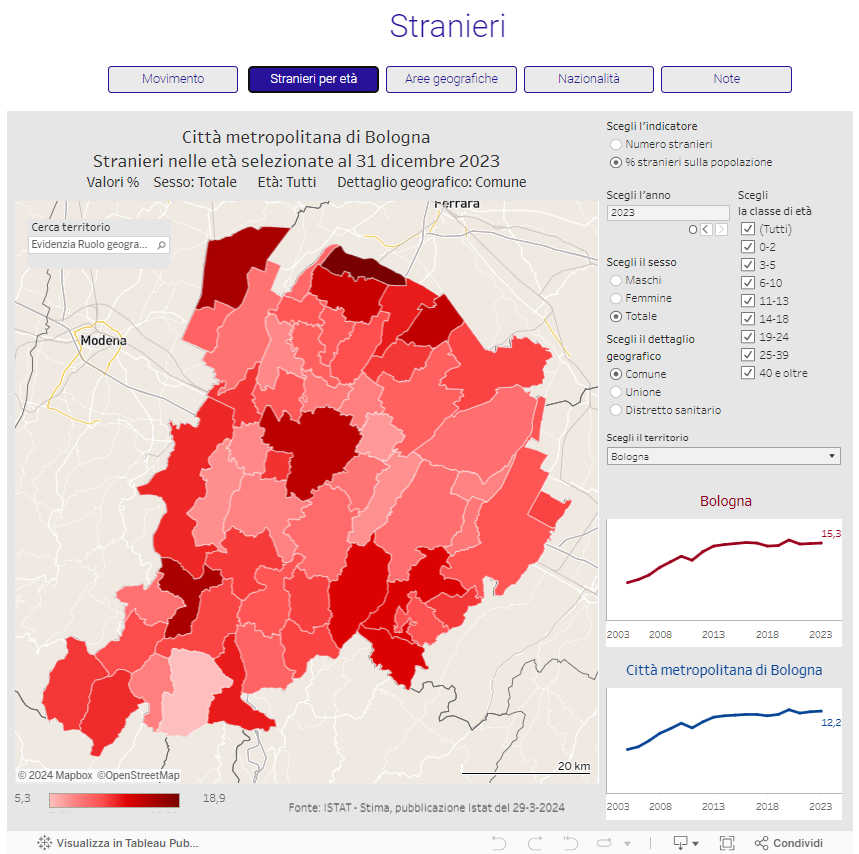 Stranieri
Movimento
Stranieri per età
Aree geografiche
Nazionalità
Note
Città metropolitana di Bologna
Stranieri nelle età selezionate al 31 dicembre 2023
Valori % Sesso: Totale Età: Tutti Dettaglio geografico: Comune
Cerca territorio
Evidenzia Ruolo geogra...
Ferrara
Modena
20 km
© 2024 Mapbox ©OpenStreetMap
5,3
18,9
Fonte: ISTAT - Stima, pubblicazione Istat del 29-3-2024
Scegli l'indicatore
Numero stranieri
% stranieri sulla popolazione
Scegli l'anno
2023
Scegli il sesso
Maschi
Femmine
Totale
Scegli il dettaglio
geografico
Comune
Unione
Distretto sanitario
Scegli
la classe di età
(Tutti)
0-2
3-5
6-10
11-13
14-18
19-24
25-39
40 e oltre
Scegli il territorio
Bologna
Bologna
15,3
2003 2008 2013 2018 2023
Città metropolitana di Bologna
12,2
2003 2008 2013 2018 2023
Visualizza in Tableau Pub...
Condividi